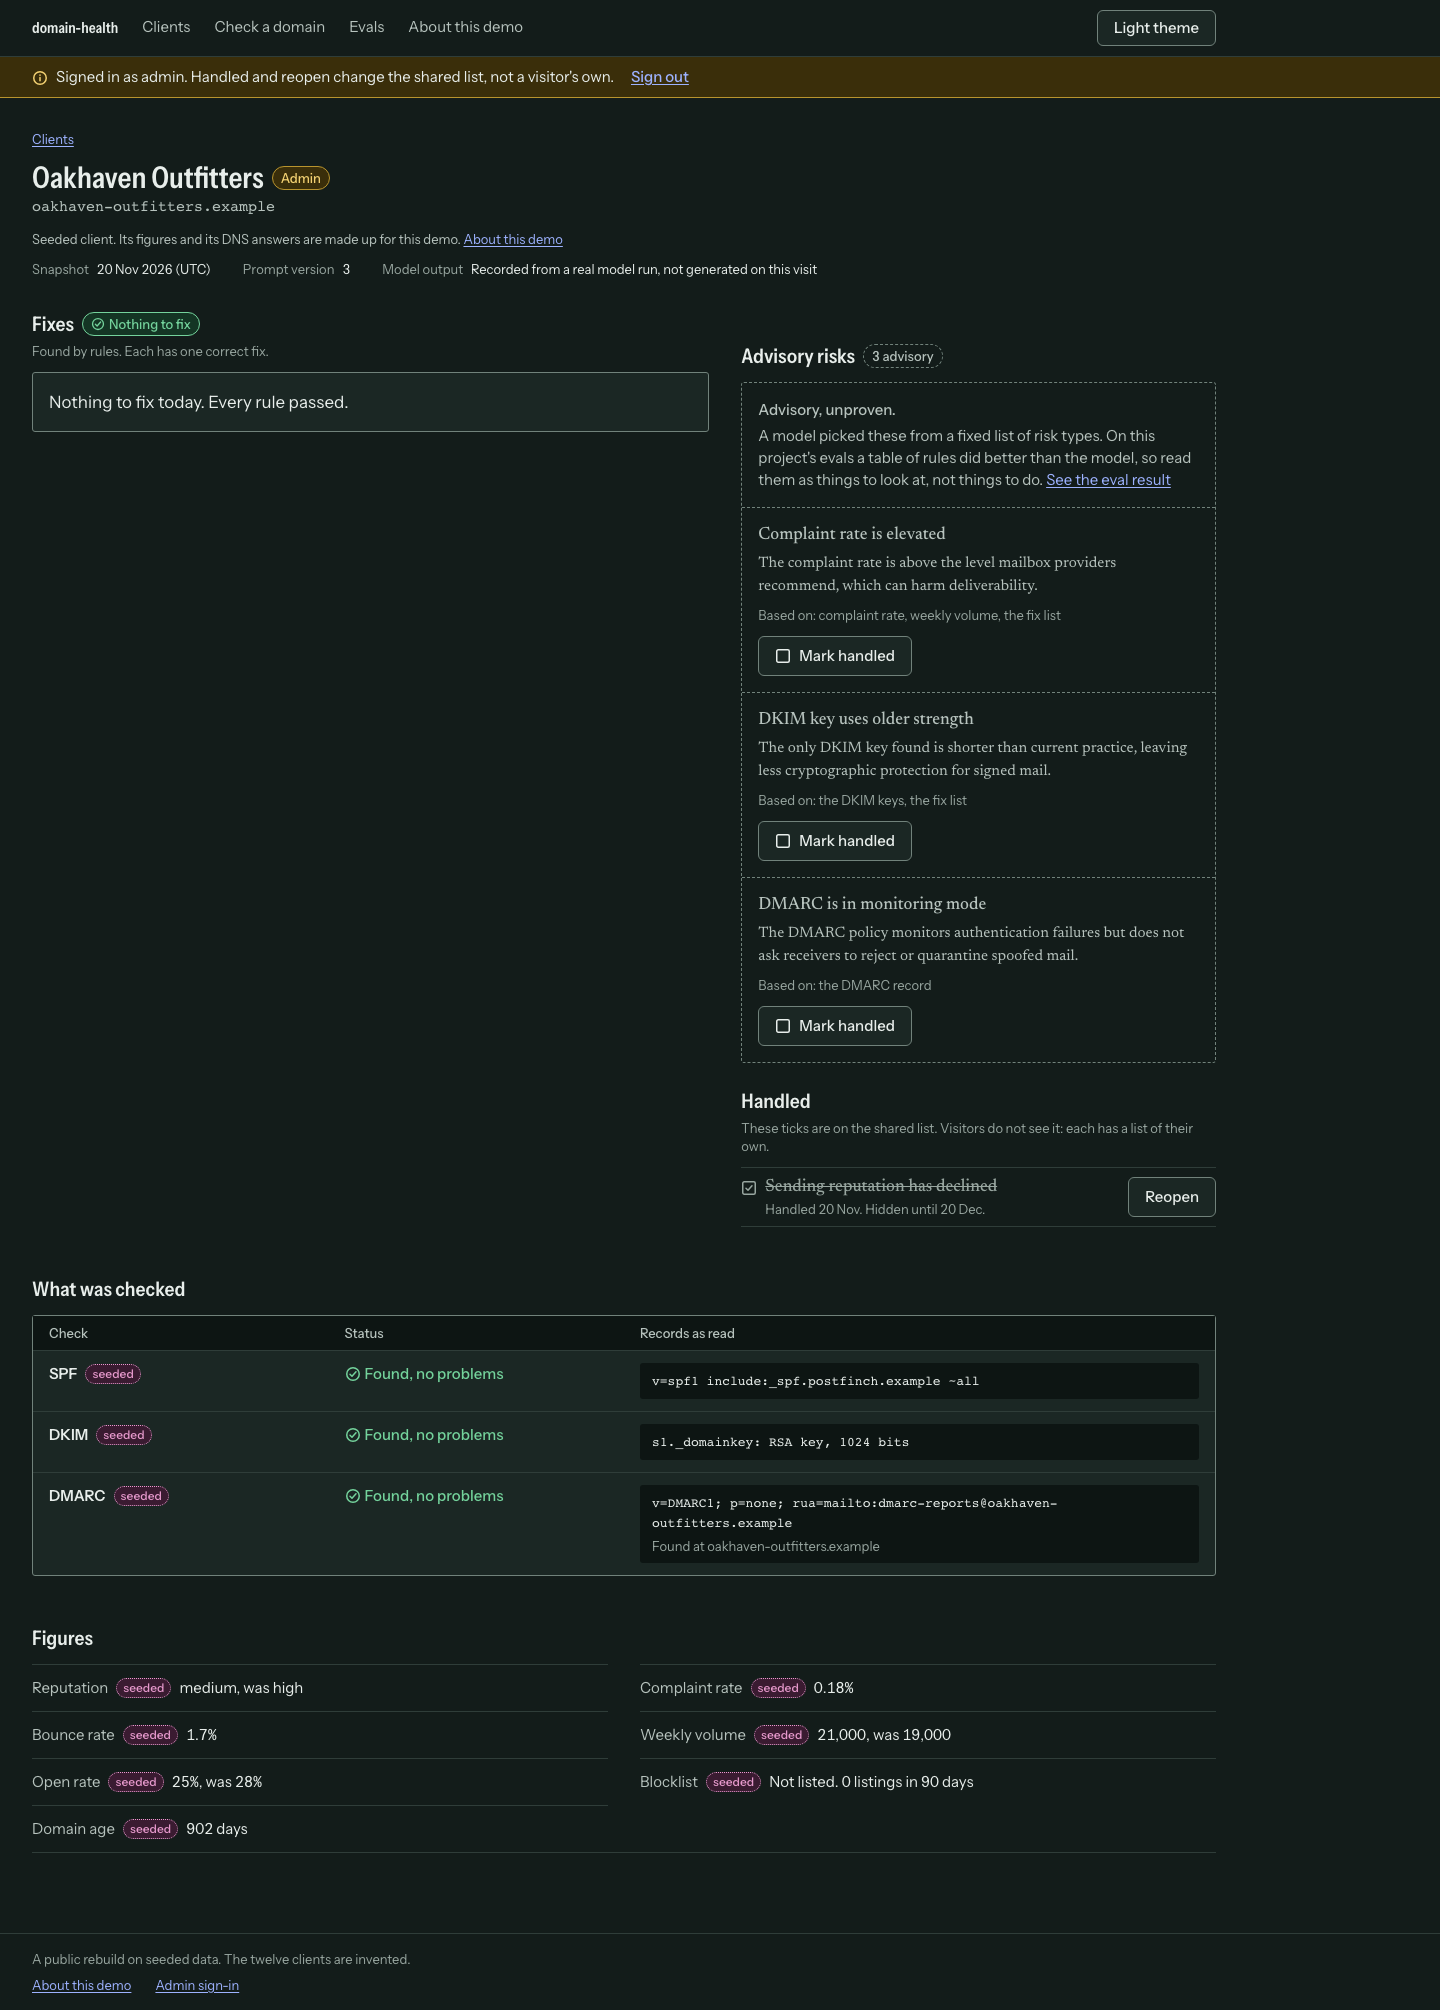 domain-health Clients Check a domain Evals About this demo Light theme
Signed in as admin. Handled and reopen change the shared list, not a visitor's own. Sign out
Clients
Oakhaven Outfitters Admin
oakhaven-outfitters.example
Seeded client. Its figures and its DNS answers are made up for this demo. About this demo
Snapshot 20 Nov 2026 (UTC) Prompt version 3 Model output Recorded from a real model run, not generated on this visit
Fixes Nothing to fix
Found by rules. Each has one correct fix.
Nothing to fix today. Every rule passed.
Advisory risks 3 advisory
Advisory, unproven.
A model picked these from a fixed list of risk types. On this
project's evals a table of rules did better than the model, so read
them as things to look at, not things to do. See the eval result
Complaint rate is elevated
The complaint rate is above the level mailbox providers
recommend, which can harm deliverability.
Based on: complaint rate, weekly volume, the fix list
Mark handled
DKIM key uses older strength
The only DKIM key found is shorter than current practice, leaving
less cryptographic protection for signed mail.
Based on: the DKIM keys, the fix list
Mark handled
DMARC is in monitoring mode
The DMARC policy monitors authentication failures but does not
ask receivers to reject or quarantine spoofed mail.
Based on: the DMARC record
Mark handled
Handled
These ticks are on the shared list. Visitors do not see it: each has a list of their
own.
Sending reputation has declined
Handled 20 Nov. Hidden until 20 Dec.
Reopen
What was checked
Check Status Records as read
SPF seeded Found, no problems v=spf1 include:_spf.postfinch.example ~all
DKIM seeded Found, no problems s1._domainkey: RSA key, 1024 bits
DMARC seeded Found, no problems v=DMARC1; p=none; rua=mailto:dmarc-reports@oakhaven-
outfitters.example
Found at oakhaven-outfitters.example
Figures
Reputation seeded medium, was high
Complaint rate seeded 0.18%
Bounce rate seeded 1.7%
Weekly volume seeded 21,000, was 19,000
Open rate seeded 25%, was 28%
Blocklist seeded Not listed. 0 listings in 90 days
Domain age seeded 902 days
A public rebuild on seeded data. The twelve clients are invented.
About this demo Admin sign-in